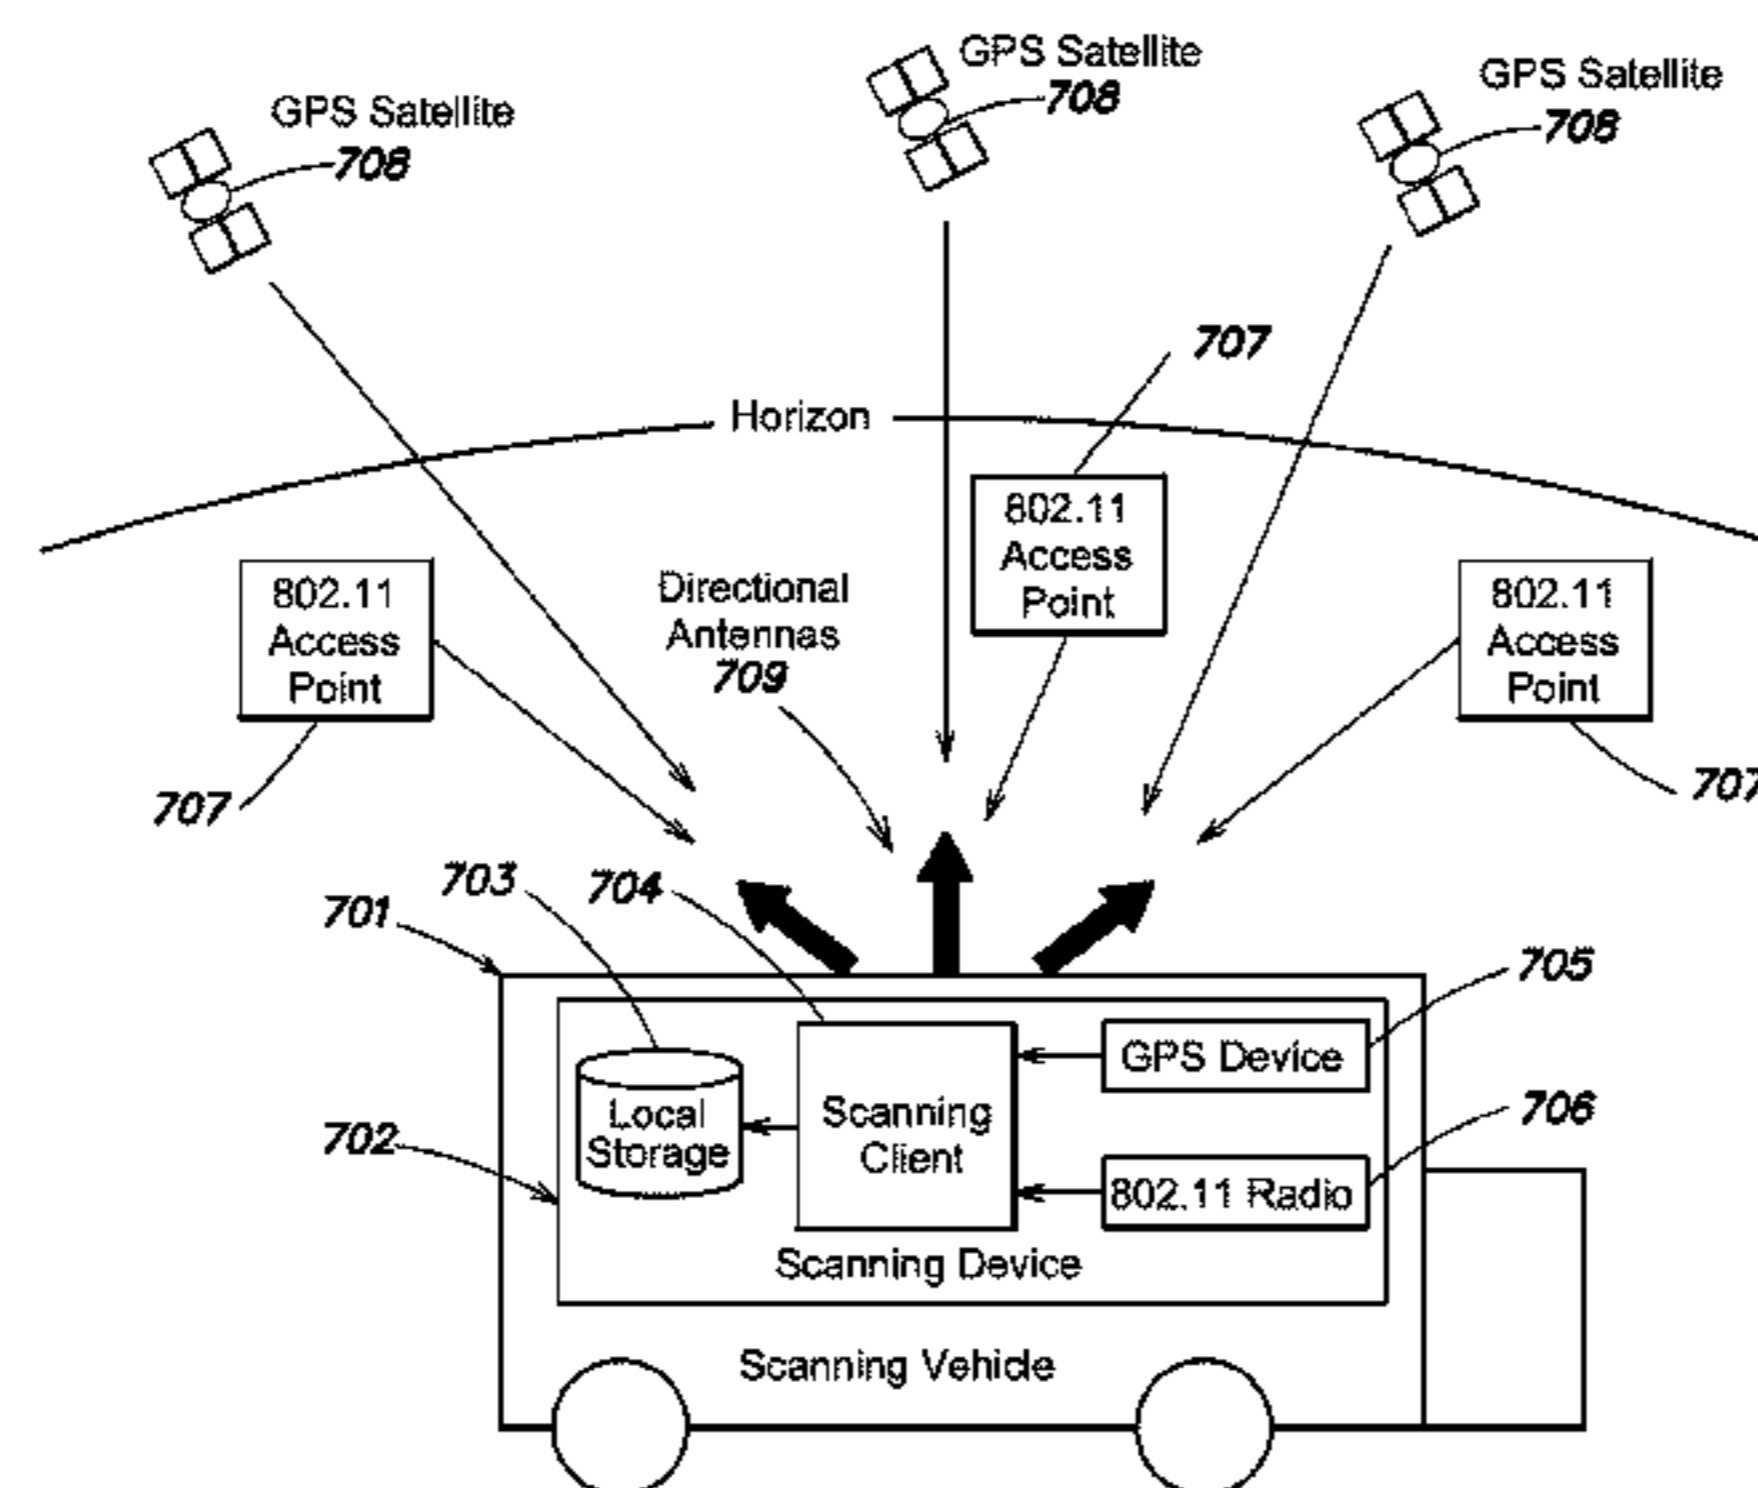 GPS Satellite
708
GPS Satellite
708
GPS Satellite
708
707
Horizon
802.11
Access
Point
802.11
Access
Point
707
Directional
Antennas
709
802.11
Access
Point
707
703
704
701
705
GPS Device
Local
Storage
Scanning
Client
702
706
802.11 Radio
Scanning Device
Scanning Vehicle